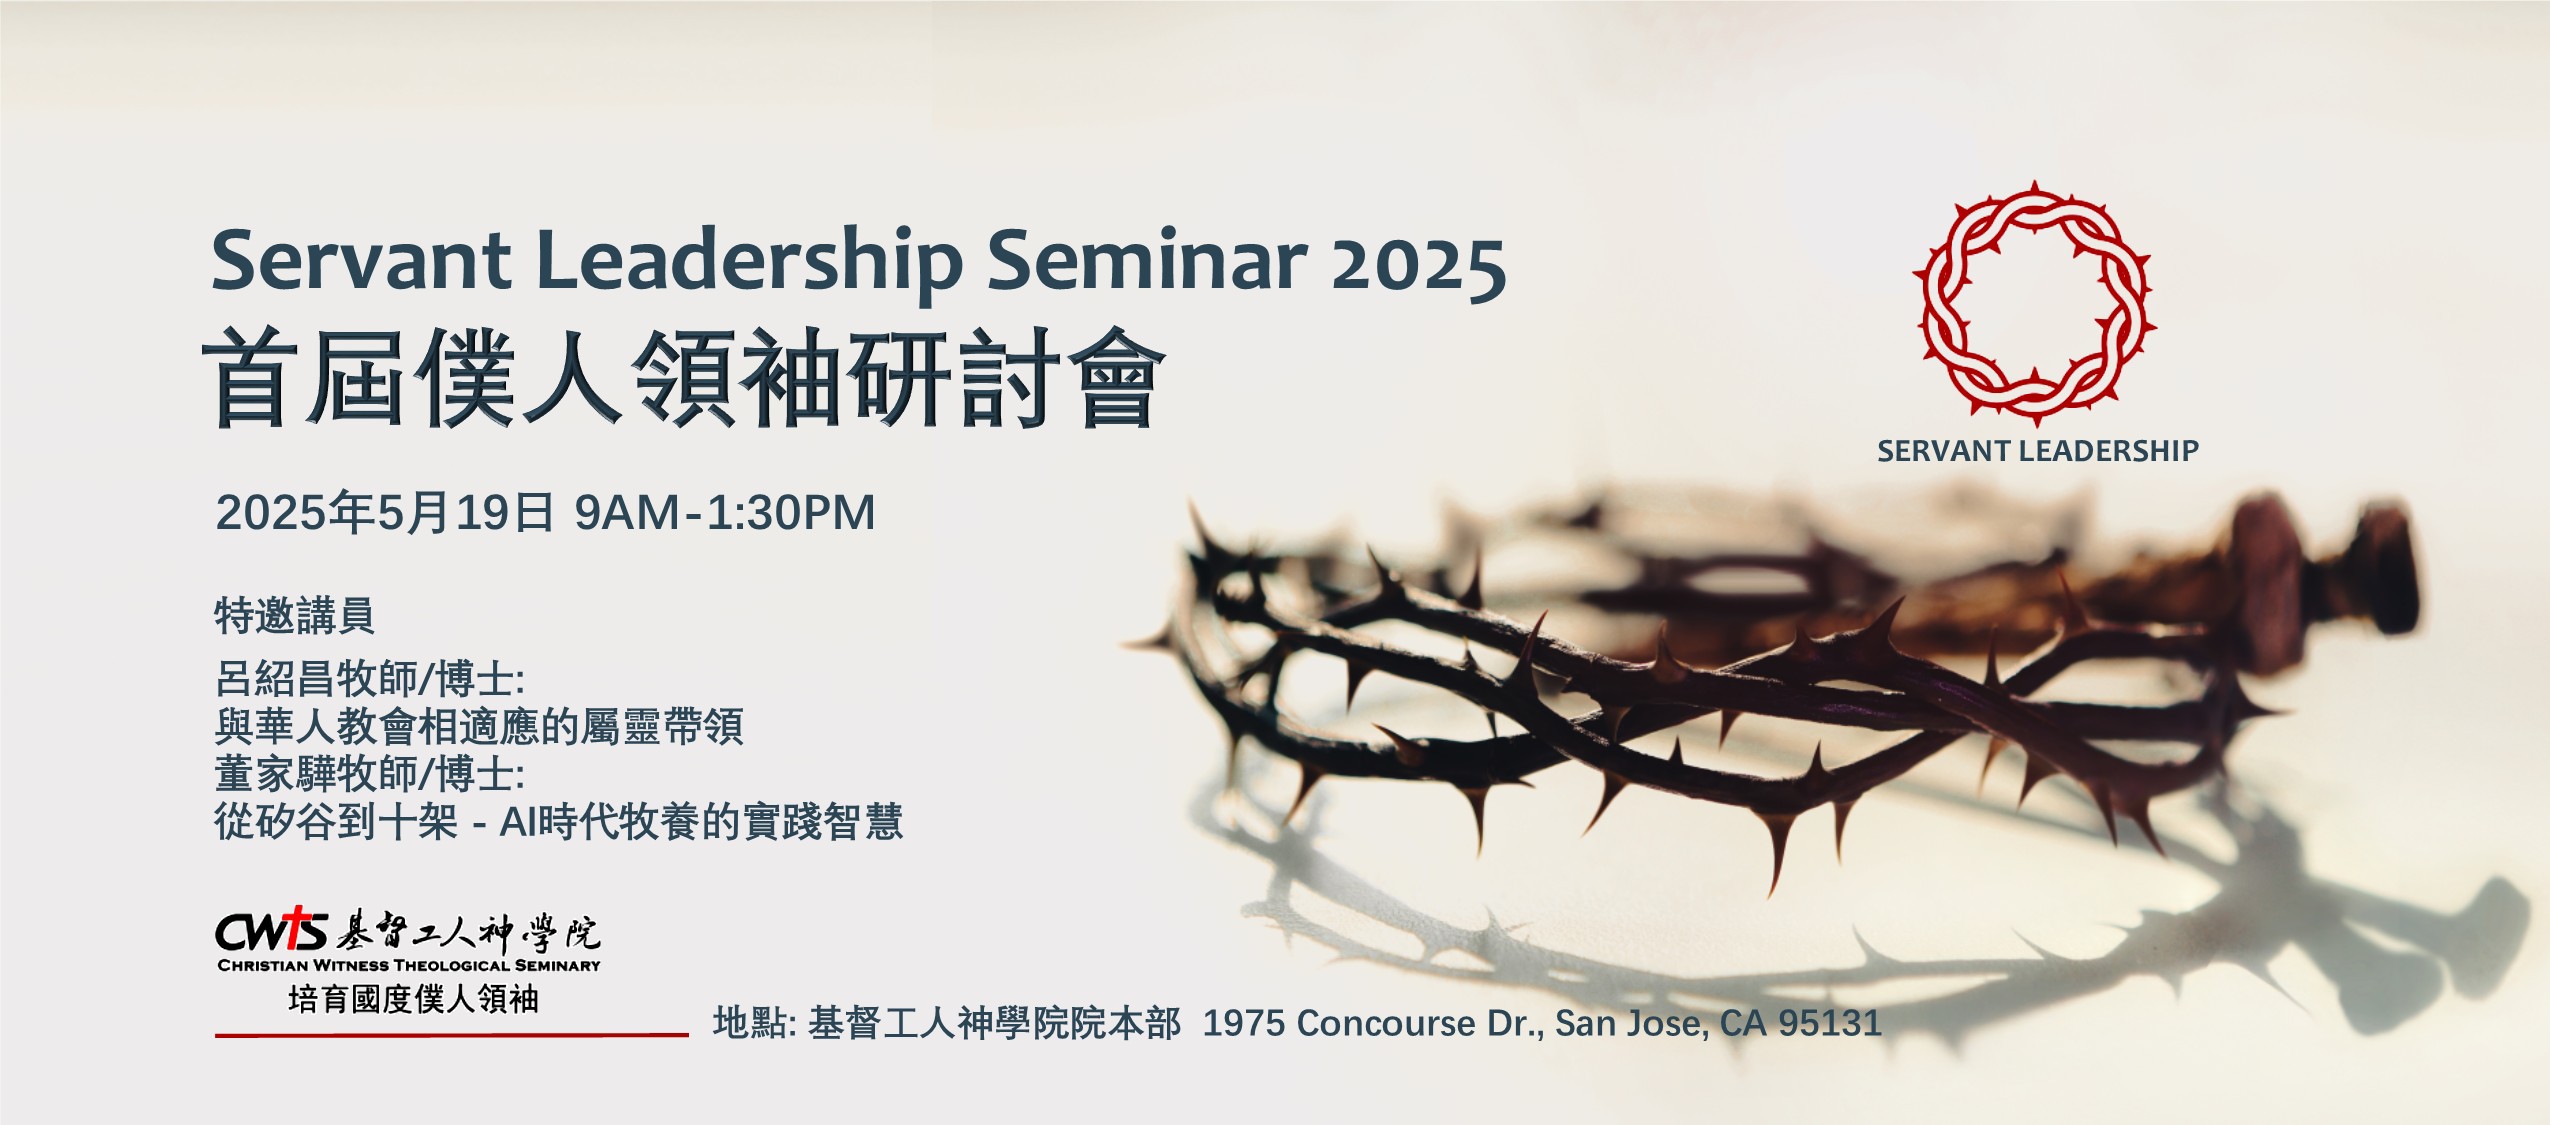 Servant Leadership Seminar 2025
首屆僕人領袖研討會
SERVANT LEADERSHIP
2025年5月19日 9AM-1:30PM
特邀講員
呂紹昌牧師/博士:
與華人教會相適應的屬靈帶領
董家驊牧師/博士:
從矽谷到十架 - AI時代牧養的實踐智慧
CWTS 基督工人神學院
CHRISTIAN WITNESS THEOLOGICAL SEMINARY
培育國度僕人領袖
地點: 基督工人神學院院本部 1975 Concourse Dr., San Jose, CA 95131